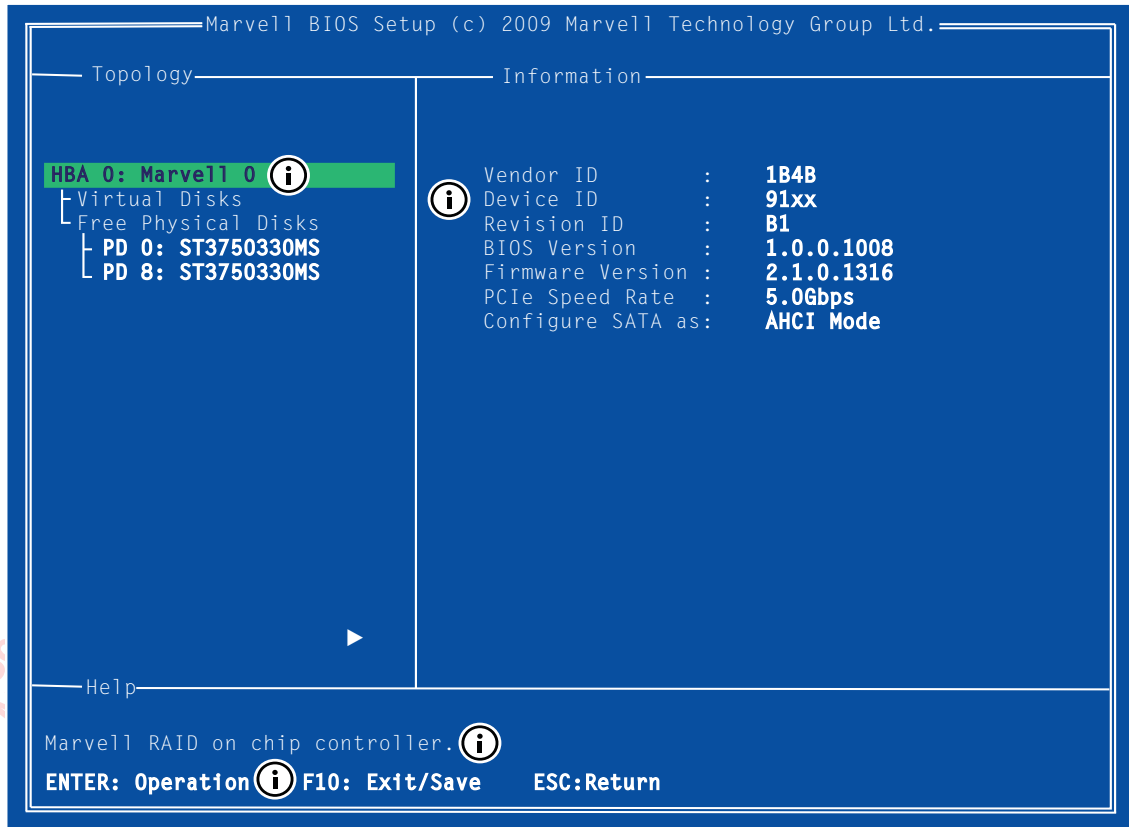 Marvell BIOS Setup (c) 2009 Marvell Technology Group Ltd.
Topology
Information
HBA 0: Marvell 0
Virtual Disks
Free Physical Disks
PD 0: ST3750330MS
PD 8: ST3750330MS
Vendor ID : 1B4B
Device ID : 91xx
Revision ID : B1
BIOS Version : 1.0.0.1008
Firmware Version : 2.1.0.1316
PCIe Speed Rate : 5.0Gbps
Configure SATA as: AHCI Mode
Help
Marvell RAID on chip controller.
ENTER: Operation F10: Exit/Save ESC:Return